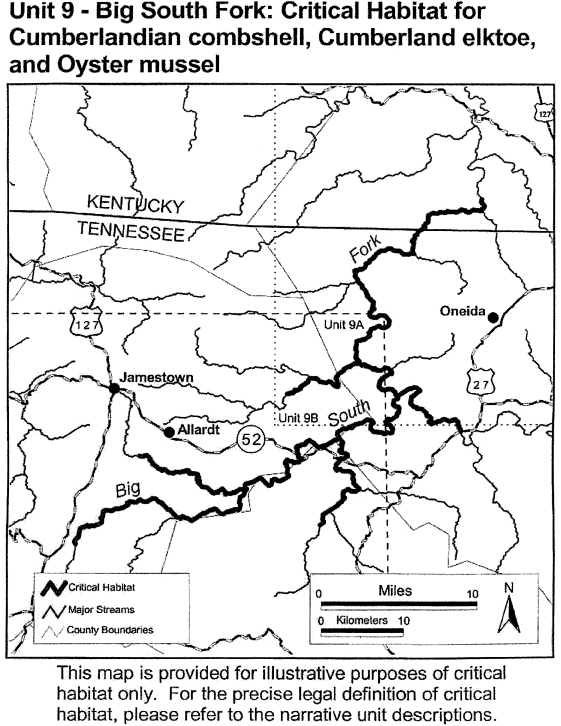 Unit 9 - Big South Fork: Critical Habitat for
Cumberlandian combshell, Cumberland elktoe,
and Oyster mussel
127
KENTUCKY
TENNESSEE
Fork
Oneida
Unit 9A
127
Jamestown
27
Unit 9B
South
Allardt
52
Big
Critical Habitat
Major Streams
County Boundaries
Miles
0 10
0 Kilometers 10
N
This map is provided for illustrative purposes of critical
habitat only. For the precise legal definition of critical
habitat, please refer to the narrative unit descriptions.